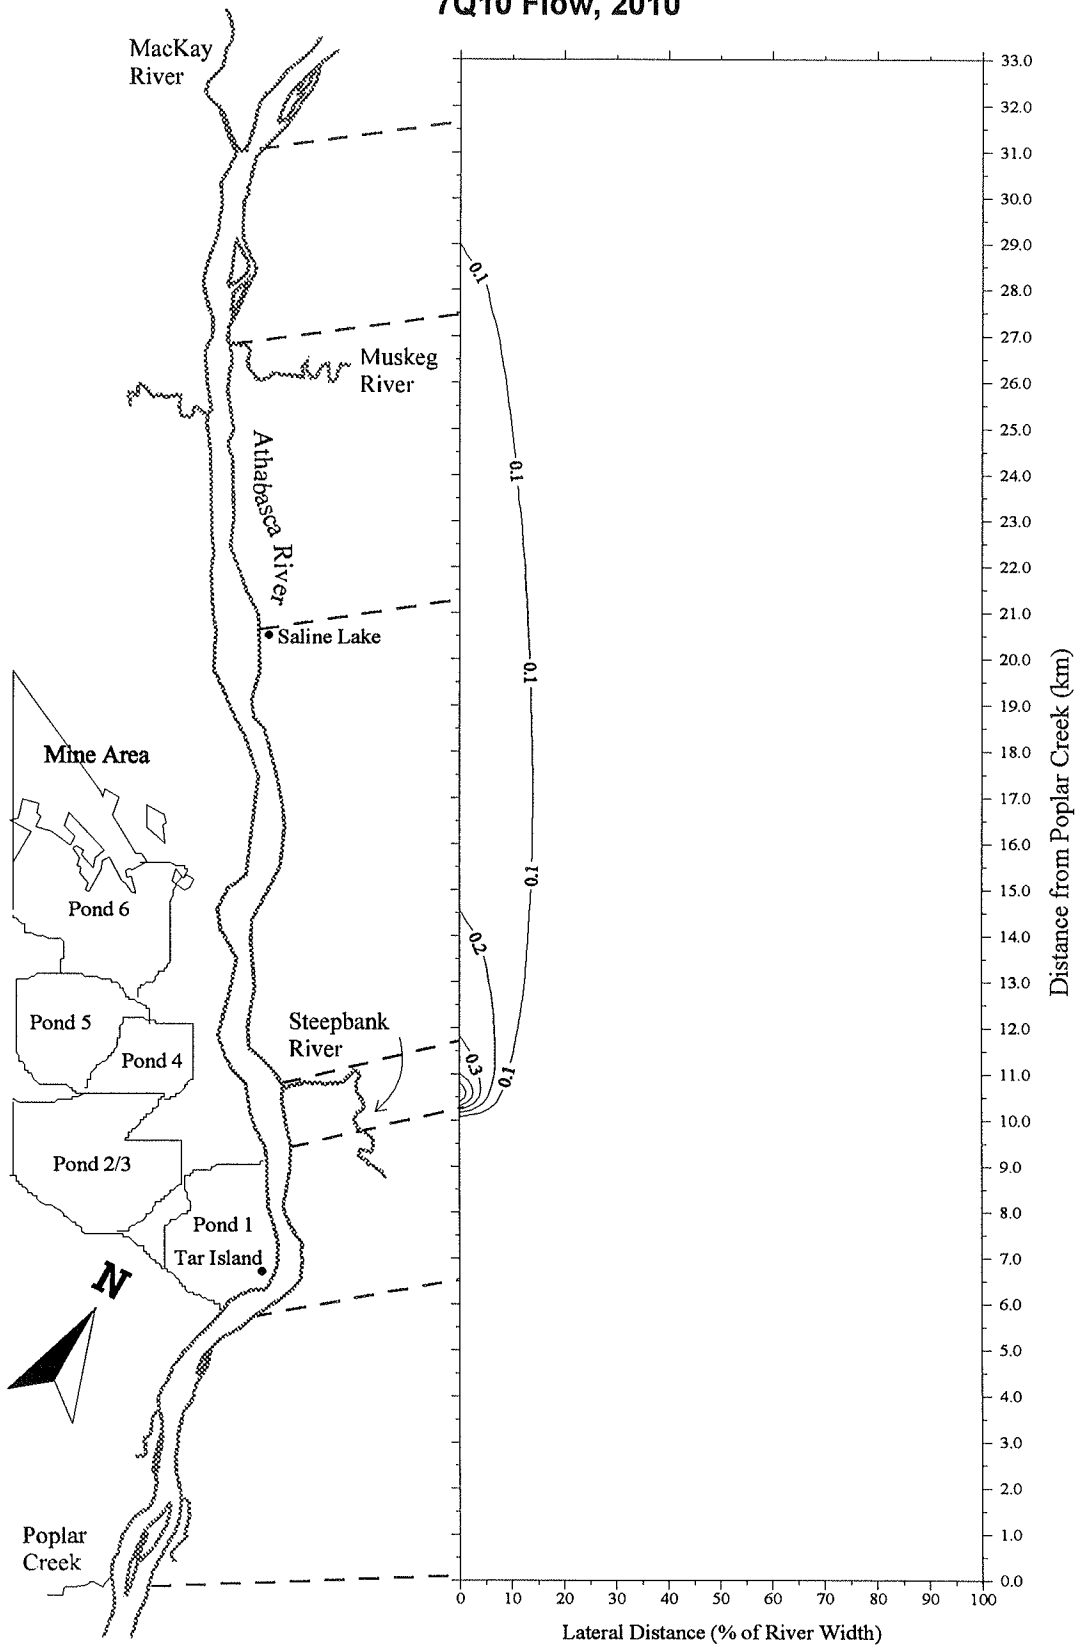 7Q10 Flow, 2010
MacKay
River
Muskeg
River
Athabasca River
Saline Lake
Mine Area
Pond 6
Pond 5
Pond 4
Steepbank
River
Pond 2/3
Pond 1
Tar Island
N
Poplar
Creek
0.1
0.1
0.1
0.1
0.2
0.3
0.1
33.0
32.0
31.0
30.0
29.0
28.0
27.0
26.0
25.0
24.0
23.0
22.0
21.0
20.0
19.0
18.0
17.0
16.0
15.0
14.0
13.0
12.0
11.0
10.0
9.0
8.0
7.0
6.0
5.0
4.0
3.0
2.0
1.0
0.0
Distance from Poplar Creek (km)
0 10 20 30 40 50 60 70 80 90 100
Lateral Distance (% of River Width)